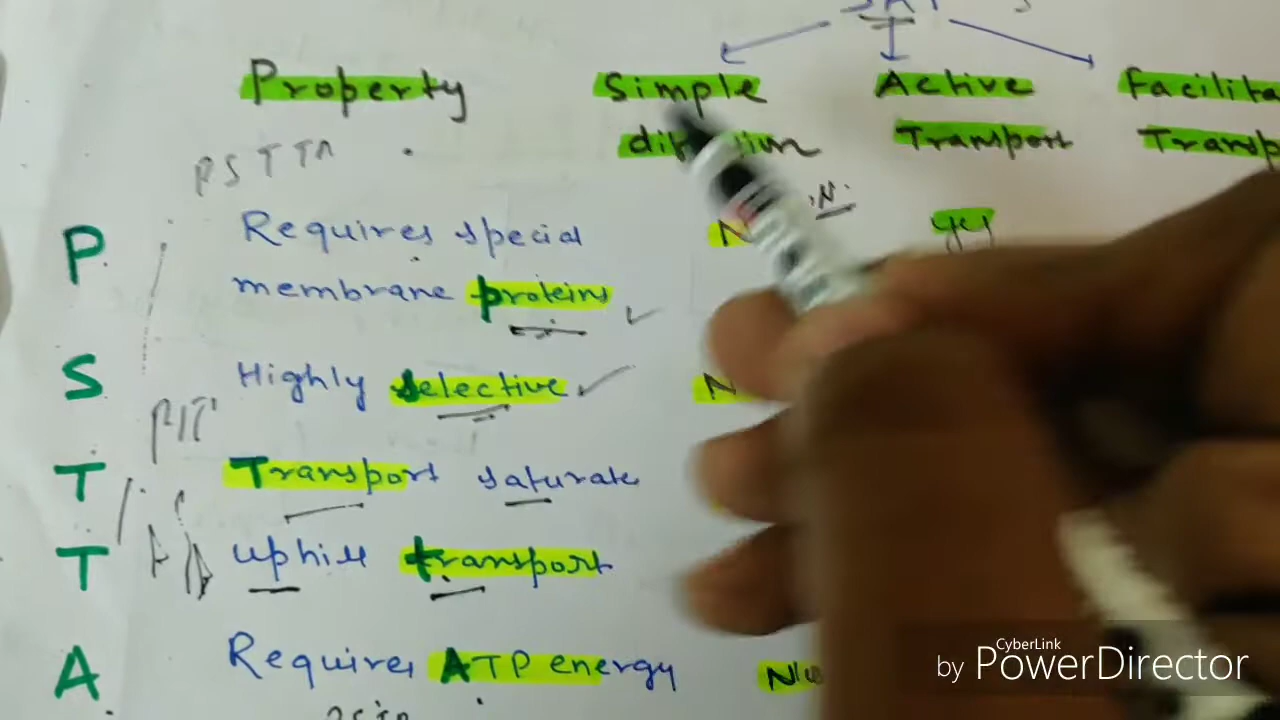 Property Simple Active Facilita
diffusion Transport Transp
PSTTA
P Requires special N yes
membrane proteins
S Highly selective N
T Transport saturate
T uphill transport
A Requires ATP energy
CyberLink
by PowerDirector